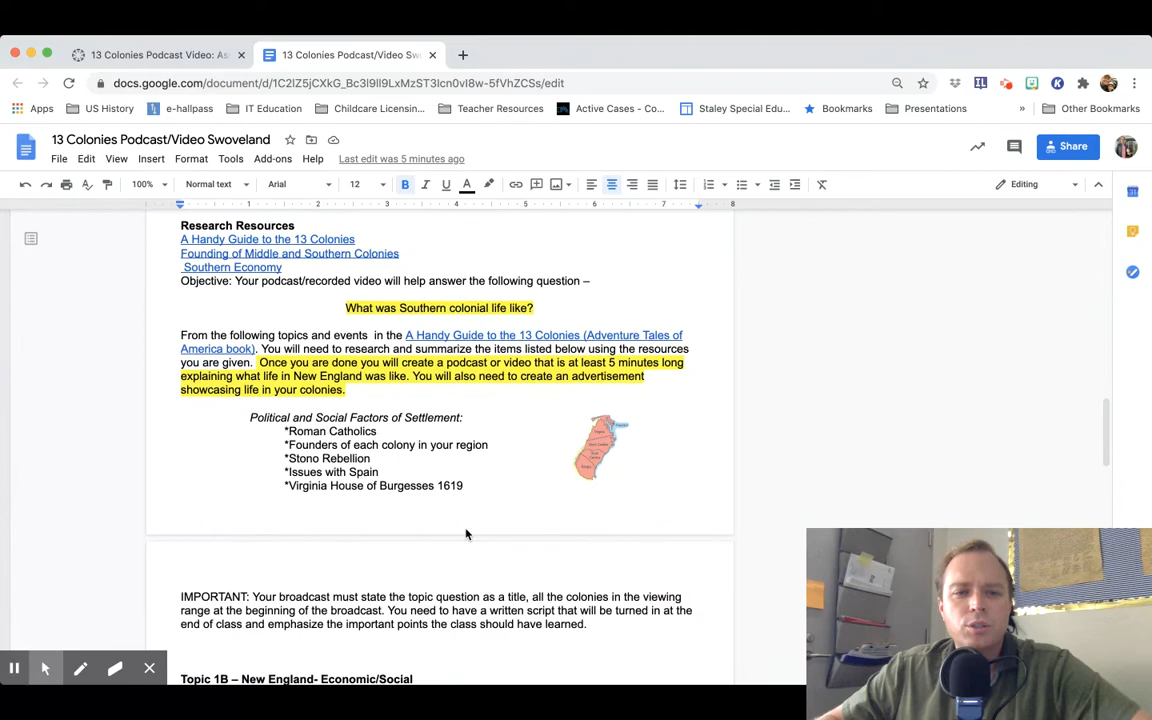 13 Colonies Podcast Video: As
13 Colonies Podcast/Video Sw
docs.google.com/document/d/1C2lZ5jCXkG_Bc3l9lI9LxMzST3Icn0vI8w-5fVhZCSs/edit
Apps US History e-hallpass IT Education Childcare Licensin... Teacher Resources Active Cases - Co... Staley Special Edu... Bookmarks Presentations » Other Bookmarks
13 Colonies Podcast/Video Swoveland
File Edit View Insert Format Tools Add-ons Help Last edit was 5 minutes ago
Share
100% Normal text Arial 12 B I U A Editing
1 2 3 4 5 6 7 8
Research Resources
A Handy Guide to the 13 Colonies
Founding of Middle and Southern Colonies
Southern Economy
Objective: Your podcast/recorded video will help answer the following question –
What was Southern colonial life like?
From the following topics and events in the A Handy Guide to the 13 Colonies (Adventure Tales of
America book). You will need to research and summarize the items listed below using the resources
you are given. Once you are done you will create a podcast or video that is at least 5 minutes long
explaining what life in New England was like. You will also need to create an advertisement
showcasing life in your colonies.
Political and Social Factors of Settlement:
*Roman Catholics
*Founders of each colony in your region
*Stono Rebellion
*Issues with Spain
*Virginia House of Burgesses 1619
IMPORTANT: Your broadcast must state the topic question as a title, all the colonies in the viewing
range at the beginning of the broadcast. You need to have a written script that will be turned in at the
end of class and emphasize the important points the class should have learned.
Topic 1B – New England- Economic/Social